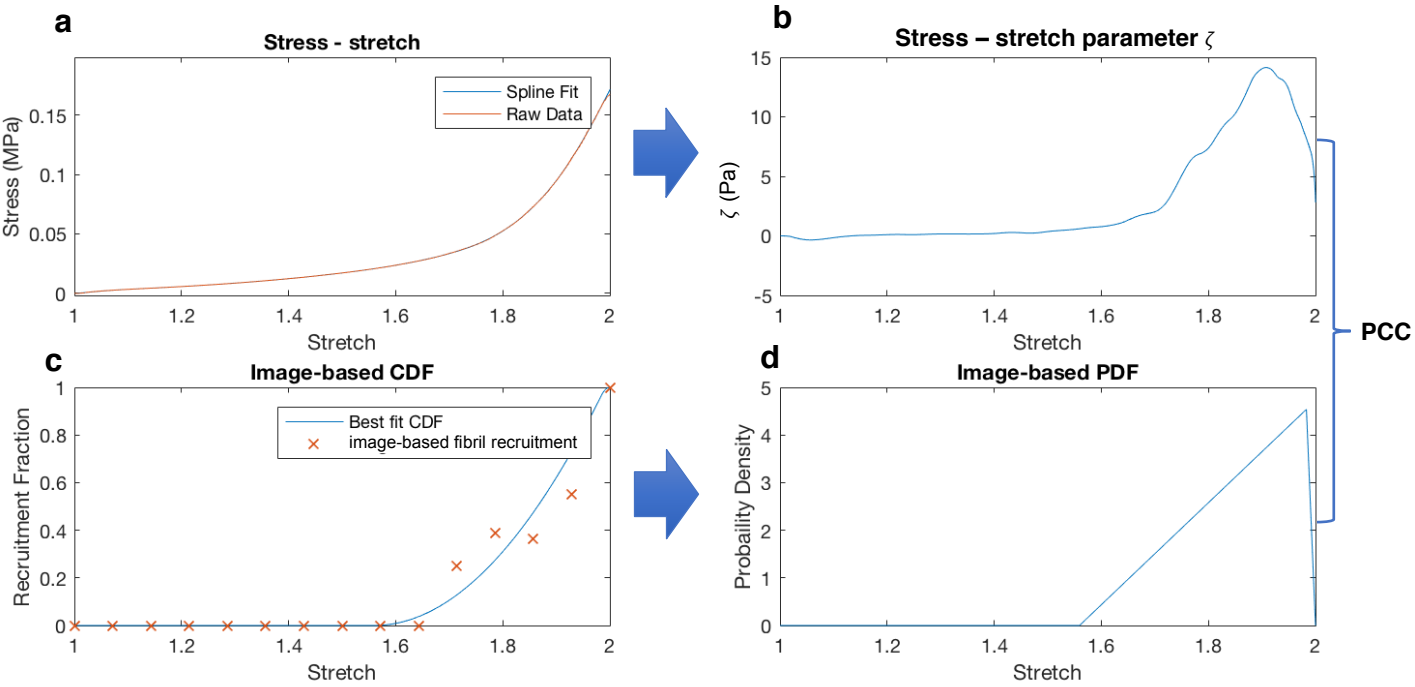 a
Stress - stretch
Spline Fit
Raw Data
Stress (MPa)
0.15
0.1
0.05
0
1 1.2 1.4 1.6 1.8 2
Stretch
b
Stress – stretch parameter ζ
ζ (Pa)
15
10
5
0
-5
1 1.2 1.4 1.6 1.8 2
Stretch
PCC
c
Image-based CDF
Best fit CDF
image-based fibril recruitment
Recruitment Fraction
1
0.8
0.6
0.4
0.2
0
1 1.2 1.4 1.6 1.8 2
Stretch
d
Image-based PDF
Probaility Density
5
4
3
2
1
0
1 1.2 1.4 1.6 1.8 2
Stretch